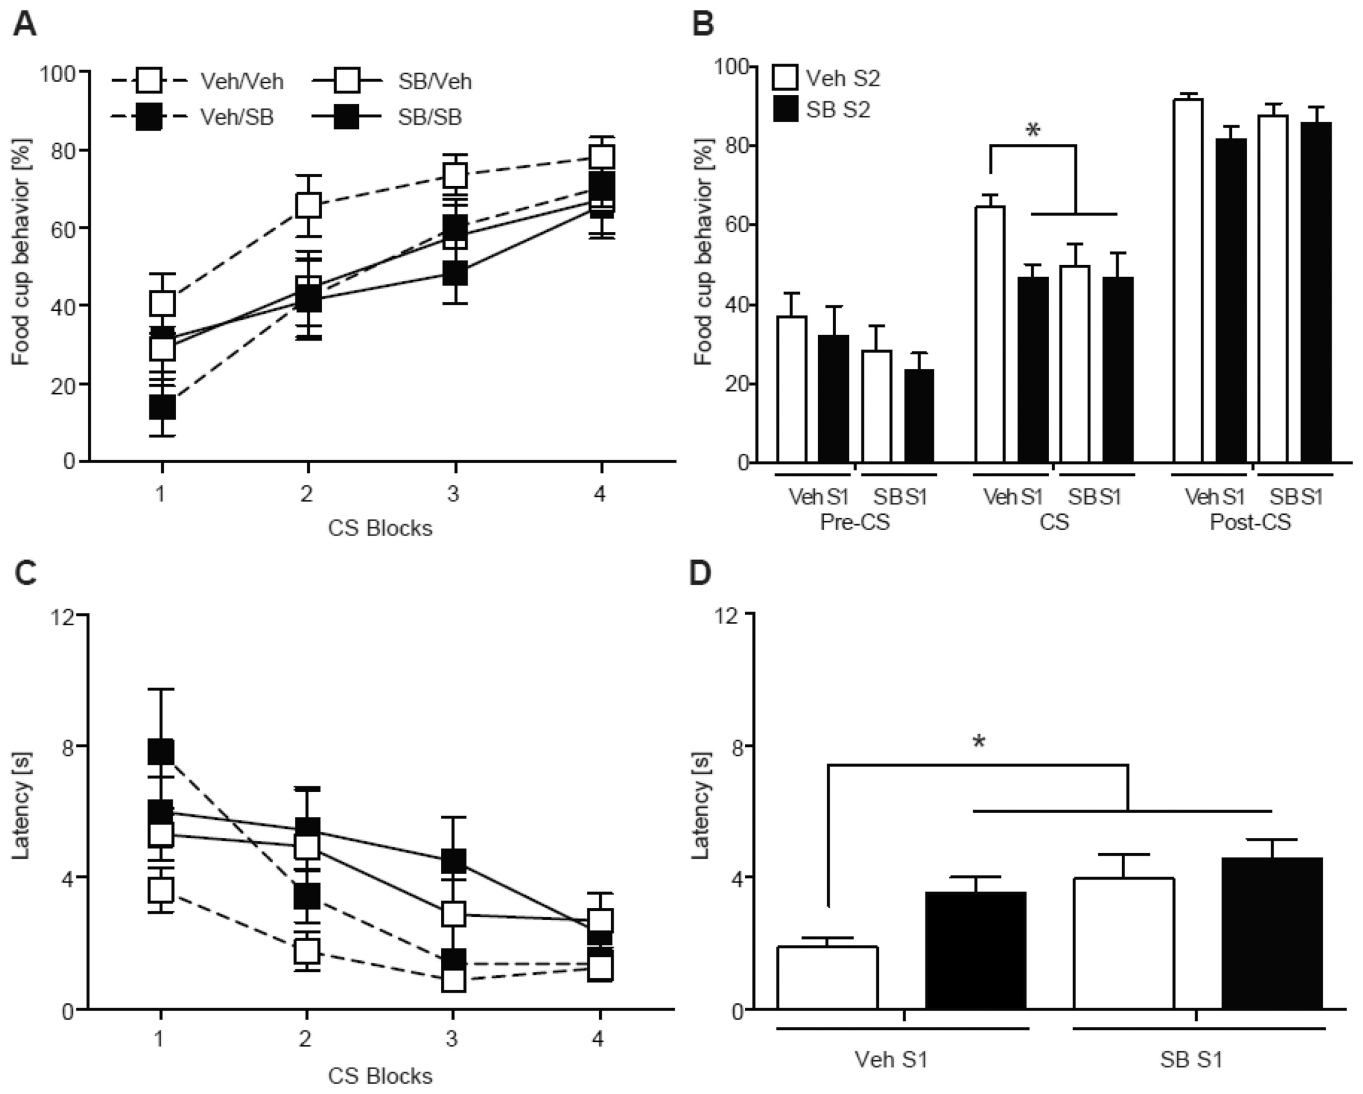 A
100
80
60
40
20
0
Food cup behavior [%]
Veh/Veh
SB/Veh
Veh/SB
SB/SB
1 2 3 4
CS Blocks
B
100
80
60
40
20
0
Food cup behavior [%]
Veh S2
SB S2
*
Veh S1 SB S1 Veh S1 SB S1 Veh S1 SB S1
Pre-CS CS Post-CS
C
12
8
4
0
Latency [s]
1 2 3 4
CS Blocks
D
12
8
4
0
Latency [s]
*
Veh S1 SB S1